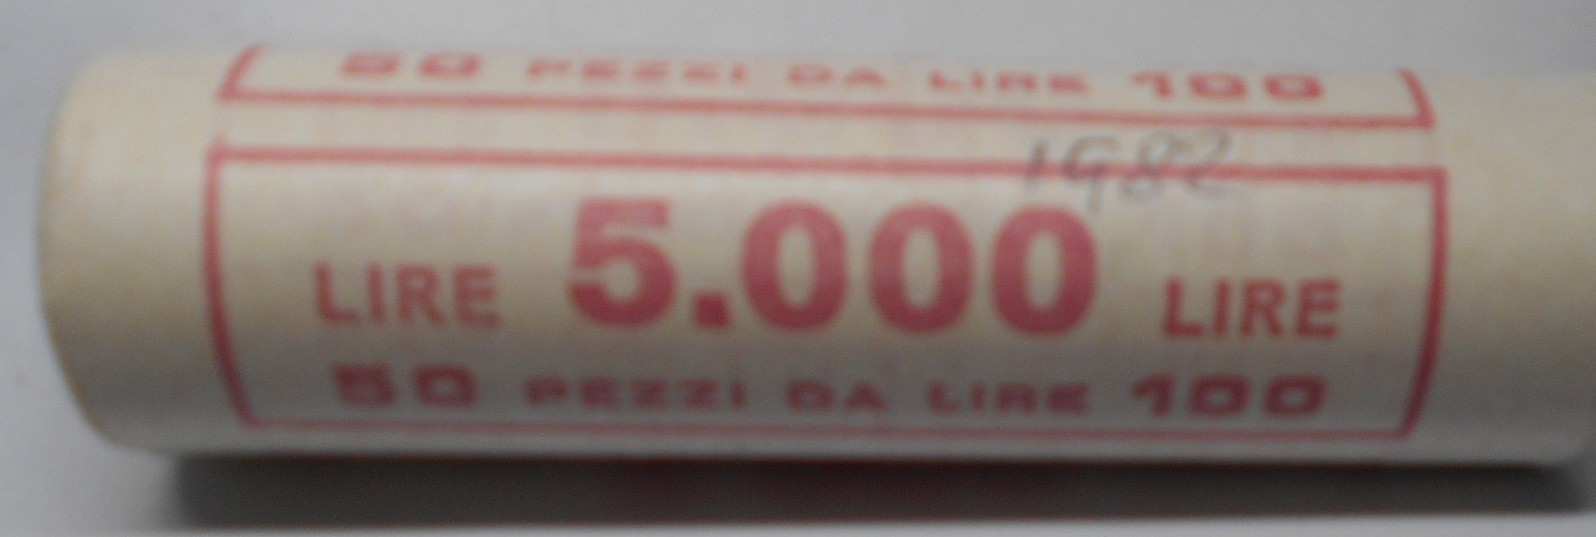 50 PEZZI DA LIRE 100
1982
LIRE 5.000 LIRE
50 PEZZI DA LIRE 100